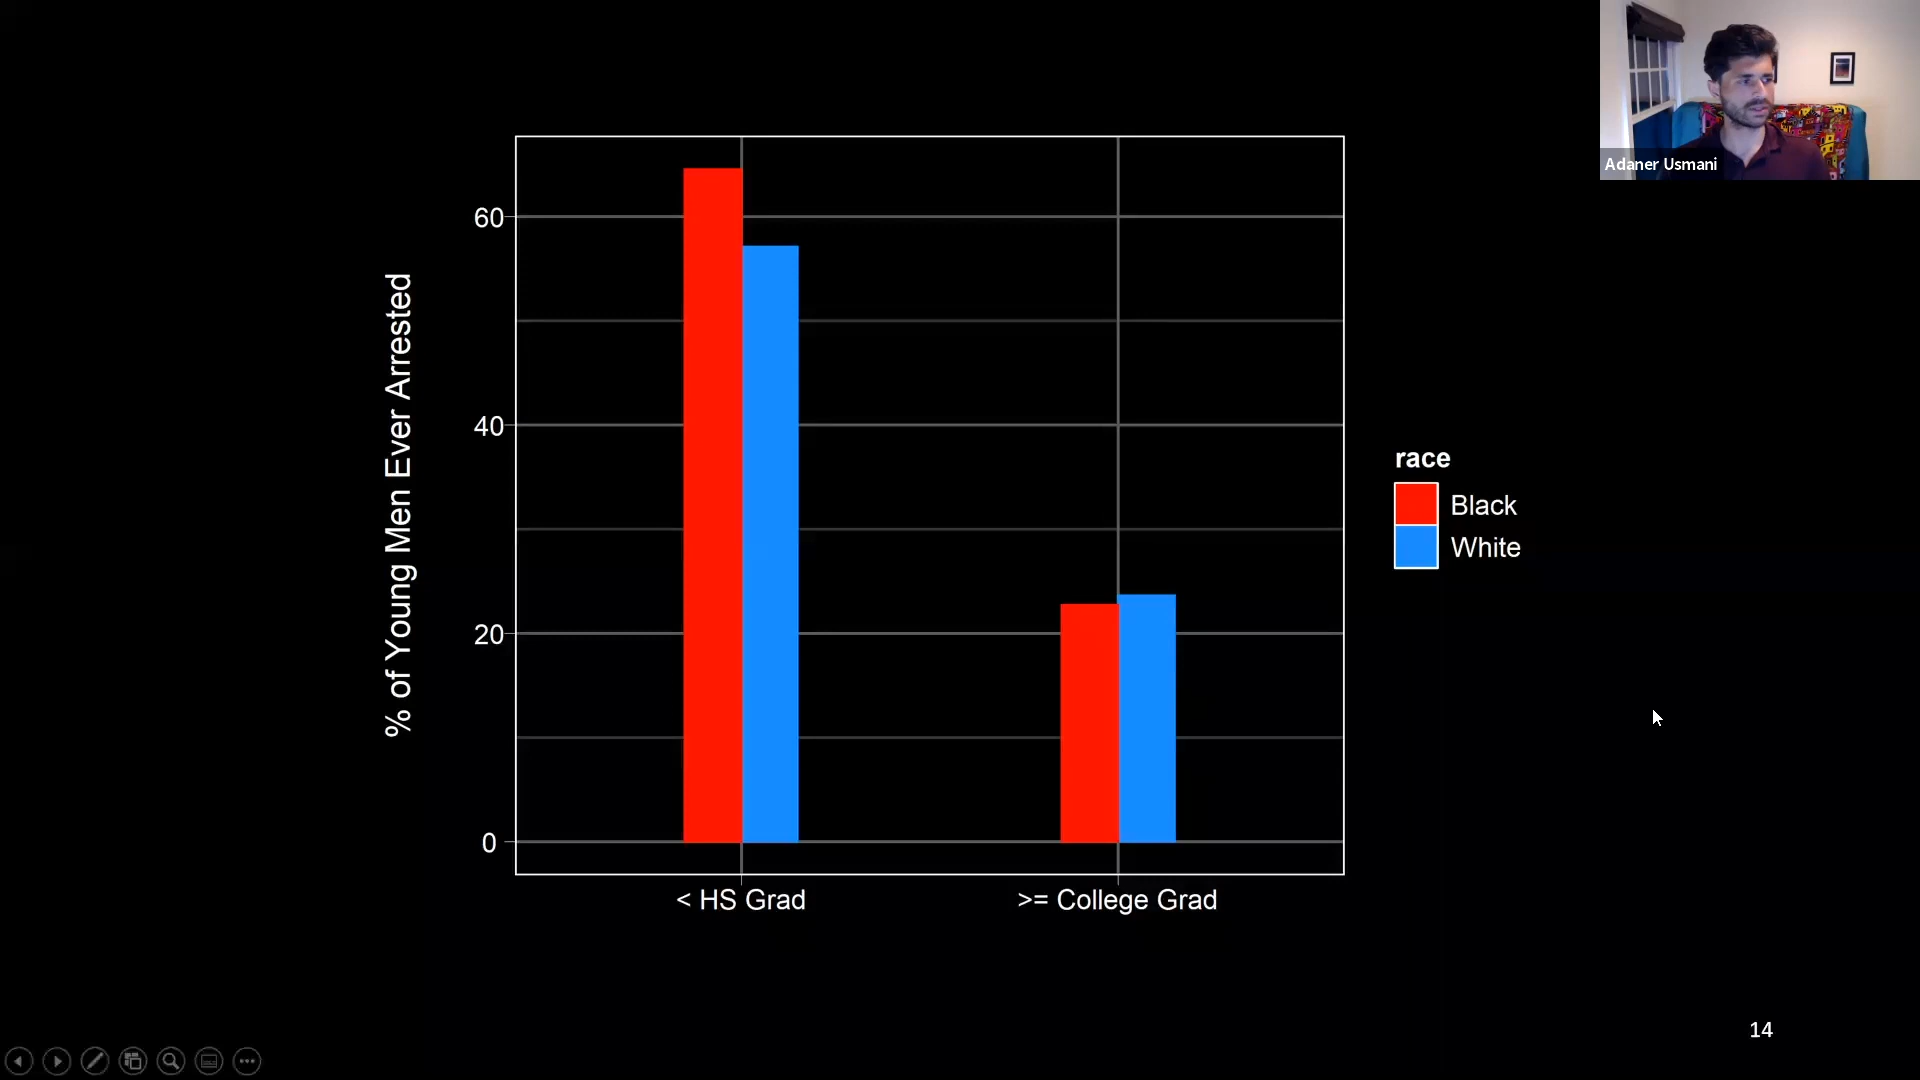 Adaner Usmani
% of Young Men Ever Arrested
60
40
20
0
< HS Grad
>= College Grad
race
Black
White
14